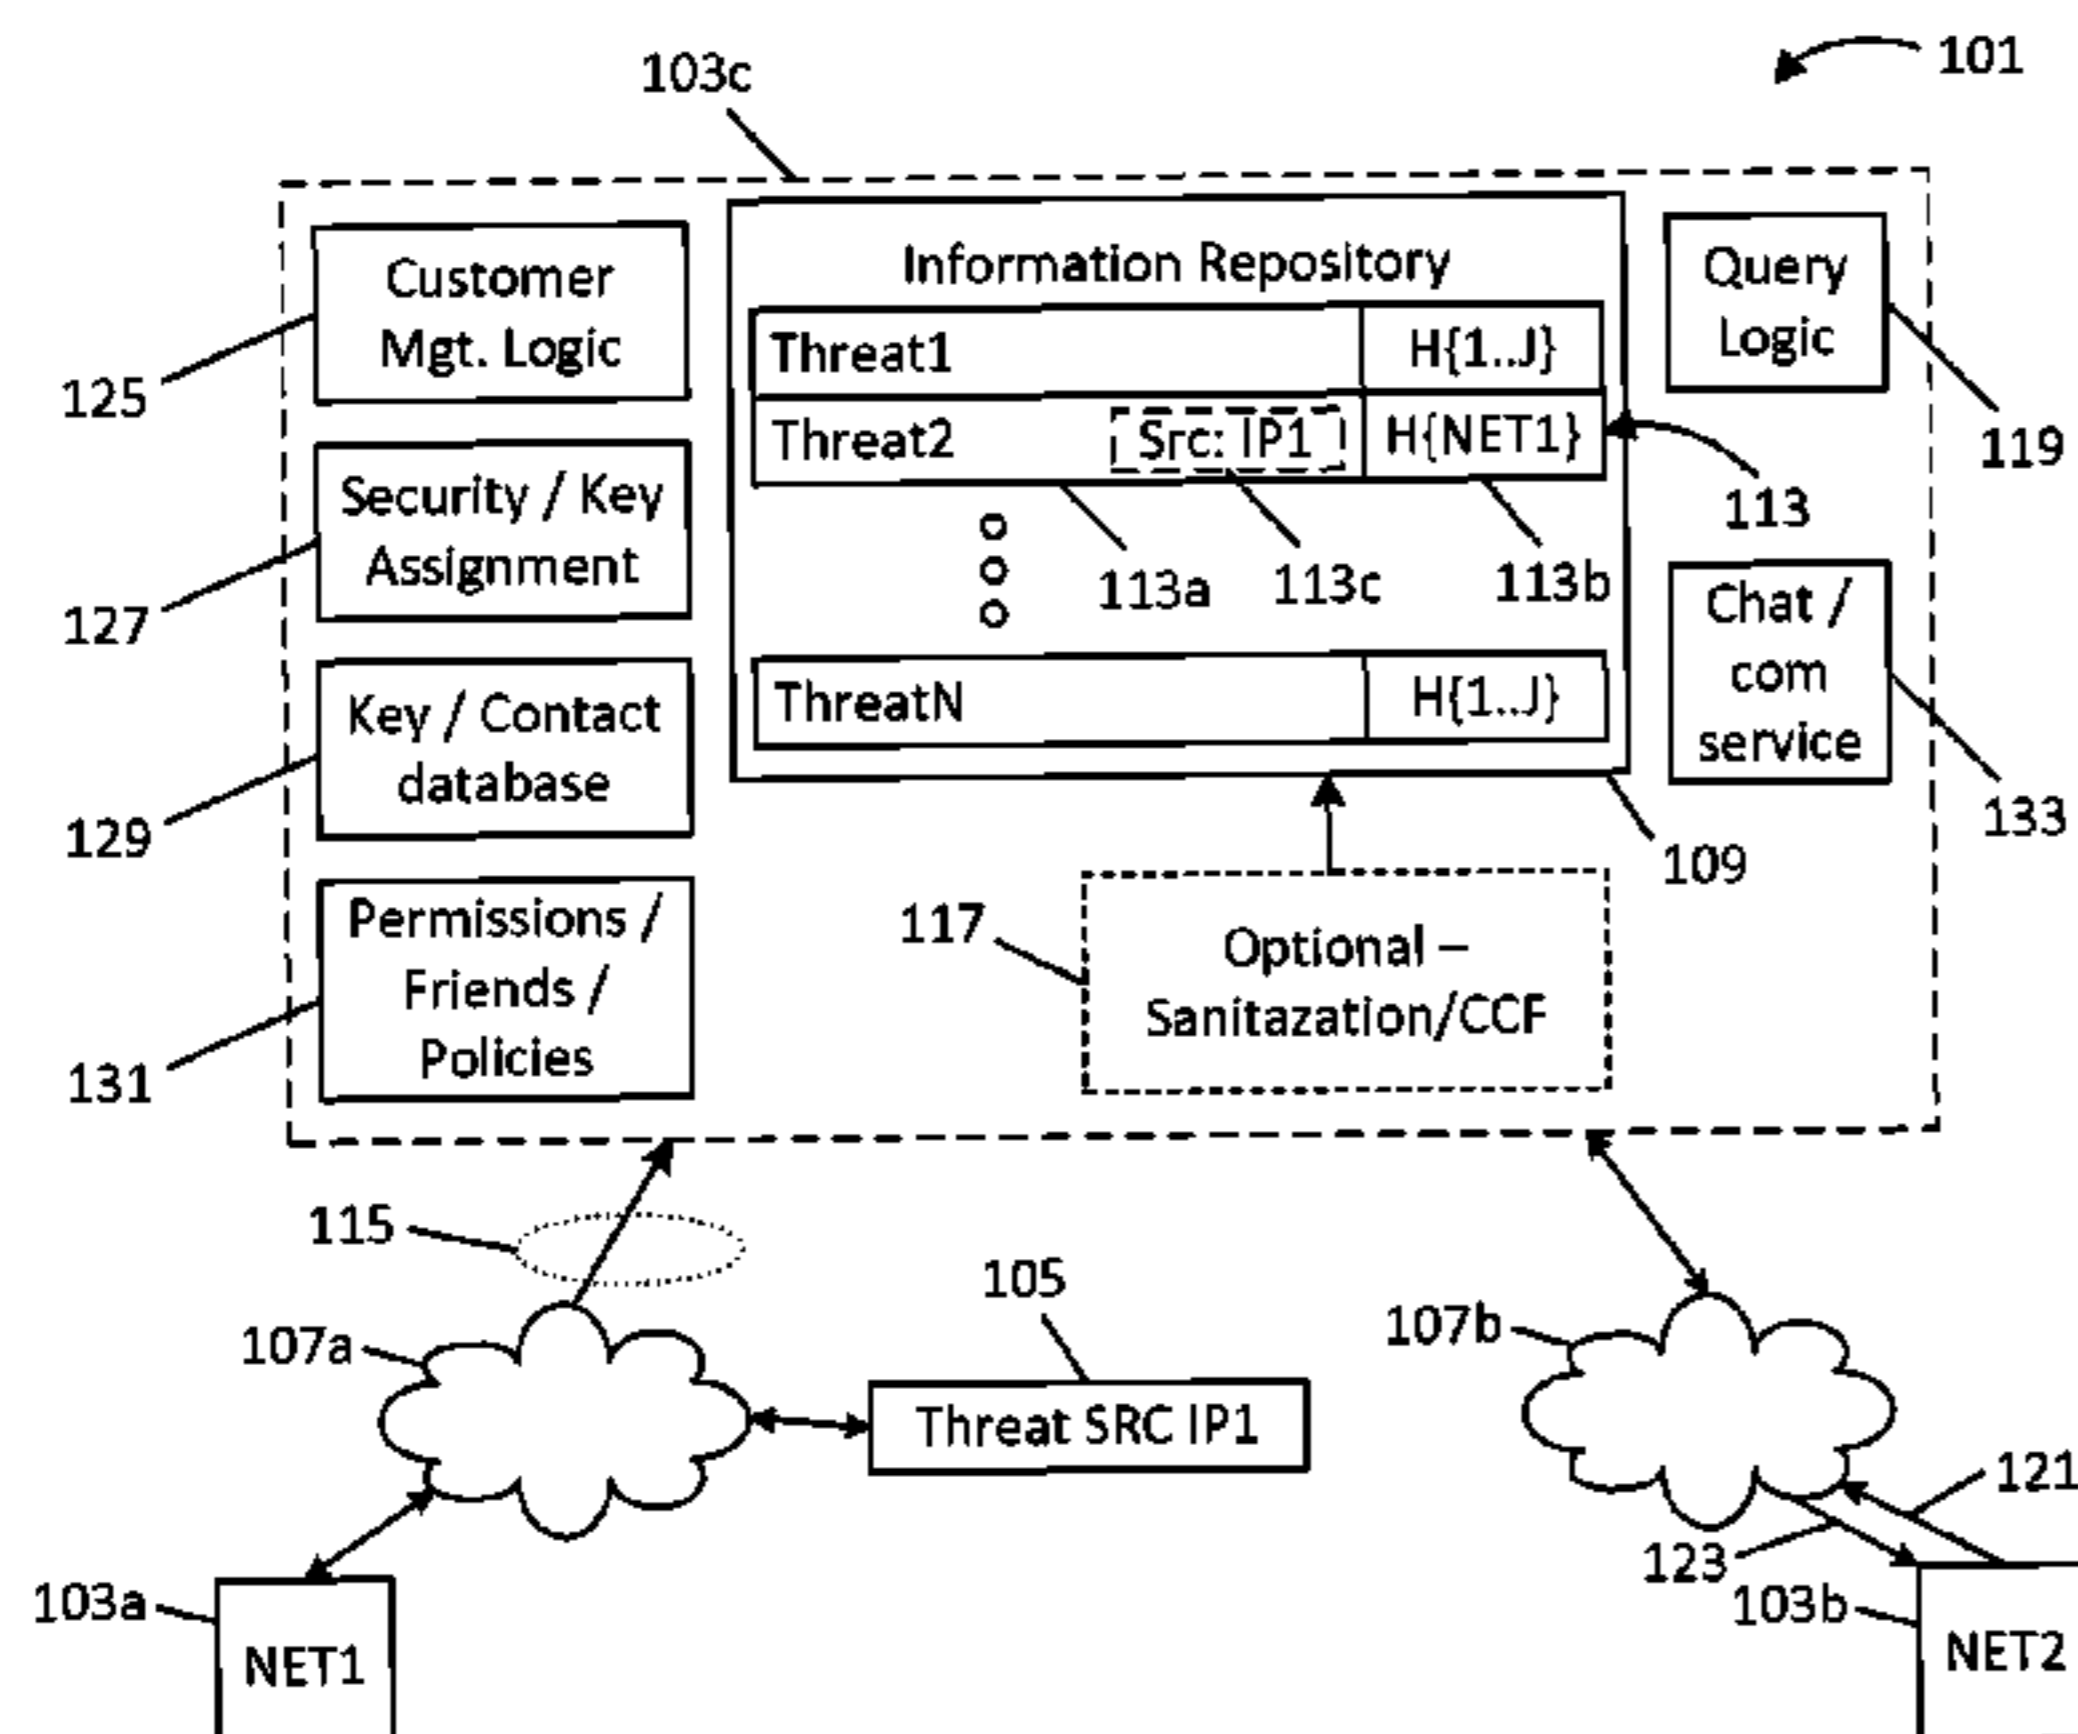 101
103c
Customer
Mgt. Logic
125
Information Repository
Threat1 H{1..J}
Threat2 Src: IP1 H{NET1}
113
113a 113c 113b
ThreatN H{1..J}
Query
Logic
119
Security / Key
Assignment
127
Chat /
com
service
133
Key / Contact
database
129
109
Permissions /
Friends /
Policies
131
117
Optional –
Sanitazation/CCF
115
105
107a
Threat SRC IP1
107b
121
123
103a
NET1
103b
NET2